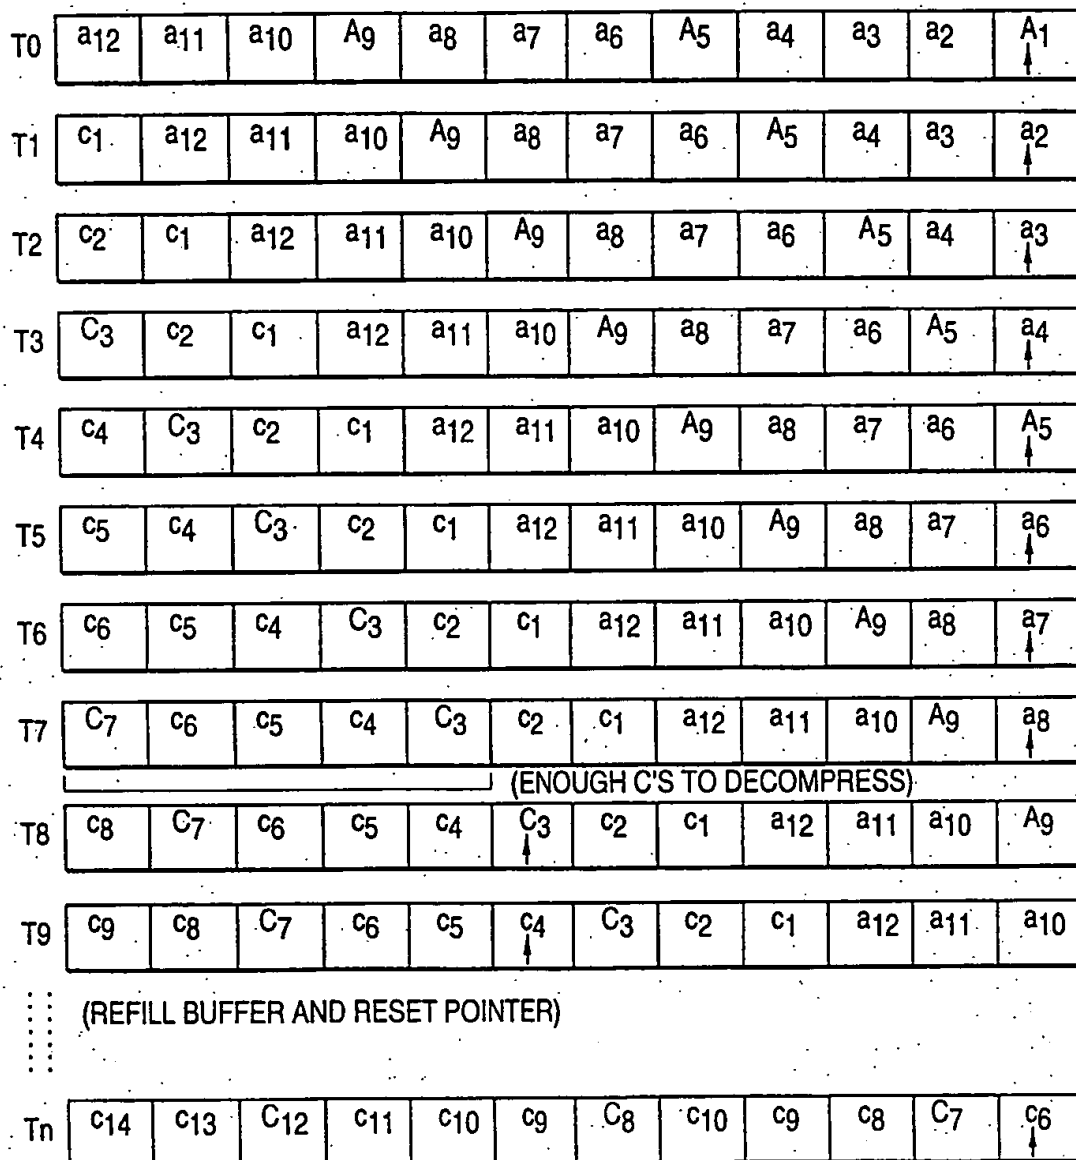 T0 a12 a11 a10 A9 a8 a7 a6 A5 a4 a3 a2 A1
T1 c1 a12 a11 a10 A9 a8 a7 a6 A5 a4 a3 a2
T2 c2 c1 a12 a11 a10 A9 a8 a7 a6 A5 a4 a3
T3 C3 c2 c1 a12 a11 a10 A9 a8 a7 a6 A5 a4
T4 c4 C3 c2 c1 a12 a11 a10 A9 a8 a7 a6 A5
T5 c5 c4 C3 c2 c1 a12 a11 a10 A9 a8 a7 a6
T6 c6 c5 c4 C3 c2 c1 a12 a11 a10 A9 a8 a7
T7 C7 c6 c5 c4 C3 c2 c1 a12 a11 a10 A9 a8
(ENOUGH C'S TO DECOMPRESS)
T8 c8 C7 c6 c5 c4 C3 c2 c1 a12 a11 a10 A9
T9 c9 c8 C7 c6 c5 c4 C3 c2 c1 a12 a11 a10
(REFILL BUFFER AND RESET POINTER)
Tn c14 c13 C12 c11 c10 c9 C8 c10 c9 c8 C7 c6